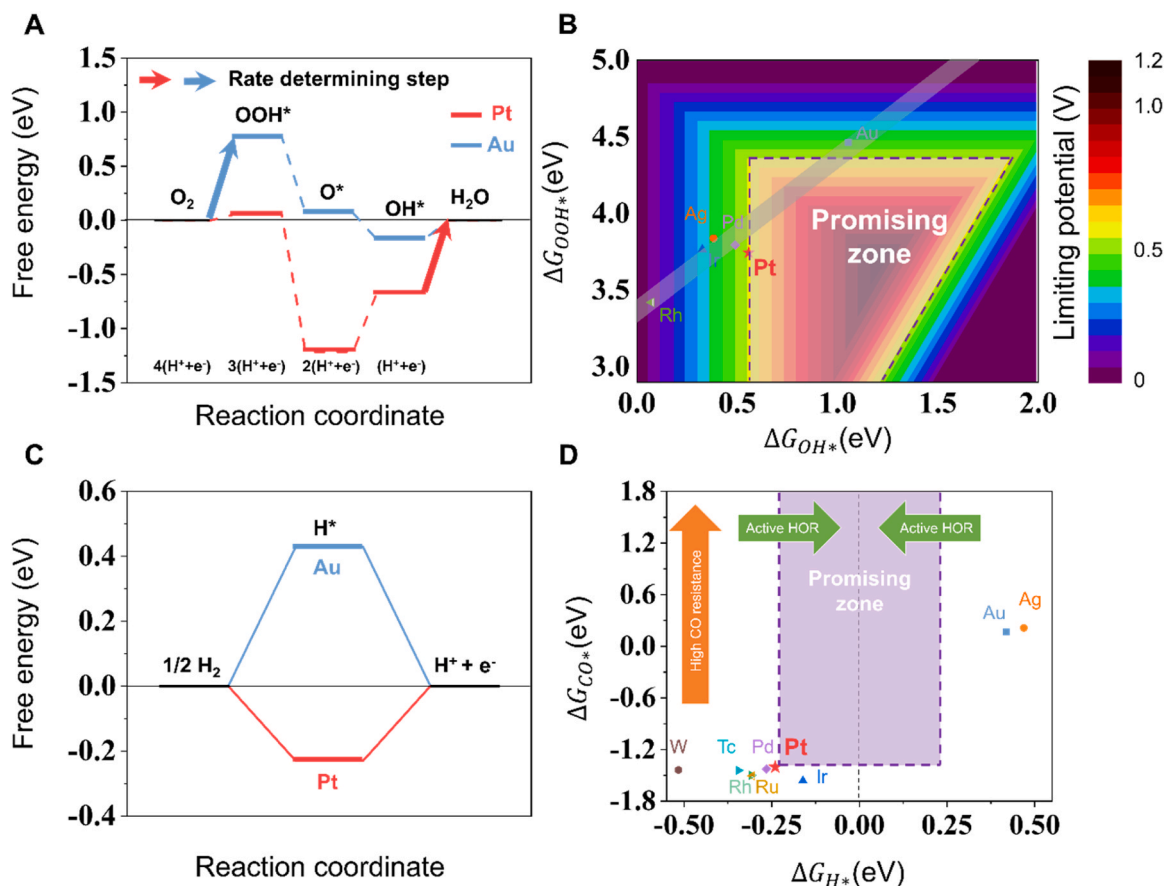 A
1.5
1.0
0.5
0.0
-0.5
-1.0
-1.5
Free energy (eV)
Rate determining step
OOH*
Pt
Au
O₂
O*
OH*
H₂O
4(H⁺+e⁻) 3(H⁺+e⁻) 2(H⁺+e⁻) (H⁺+e⁻)
Reaction coordinate
B
5.0
4.5
4.0
3.5
3.0
ΔG_OOH*(eV)
Au
Ag
Pd
Pt
Rh
Promising
zone
0.0 0.5 1.0 1.5 2.0
ΔG_OH*(eV)
1.2
1.0
0.5
0
Limiting potential (V)
C
0.6
0.4
0.2
0.0
-0.2
-0.4
Free energy (eV)
H*
Au
1/2 H₂
H⁺ + e⁻
Pt
Reaction coordinate
D
1.8
1.2
0.6
0.0
-0.6
-1.2
-1.8
ΔG_CO*(eV)
High CO resistance
Active HOR
Active HOR
Promising
zone
Au
Ag
W
Tc
Pd
Pt
Rh
Ru
Ir
-0.50 -0.25 0.00 0.25 0.50
ΔG_H*(eV)